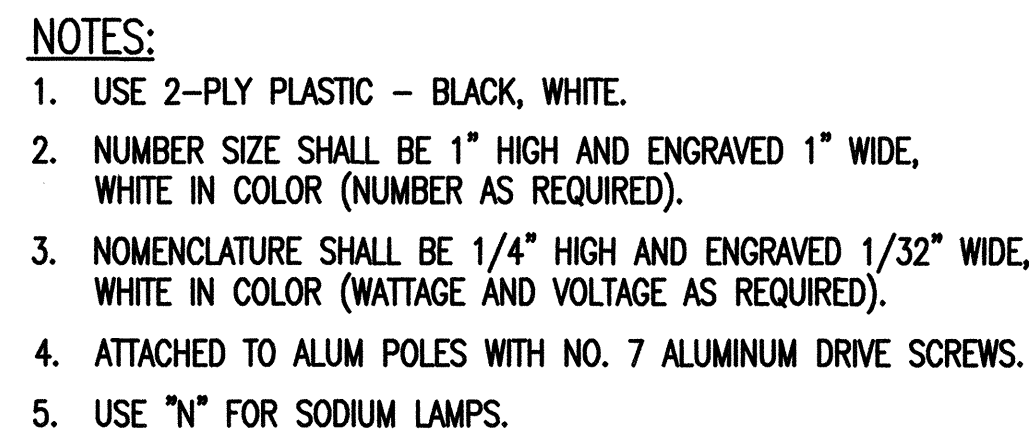 NOTES:
1. USE 2-PLY PLASTIC - BLACK, WHITE.
2. NUMBER SIZE SHALL BE 1" HIGH AND ENGRAVED 1" WIDE,
WHITE IN COLOR (NUMBER AS REQUIRED).
3. NOMENCLATURE SHALL BE 1/4" HIGH AND ENGRAVED 1/32" WIDE,
WHITE IN COLOR (WATTAGE AND VOLTAGE AS REQUIRED).
4. ATTACHED TO ALUM POLES WITH NO. 7 ALUMINUM DRIVE SCREWS.
5. USE "N" FOR SODIUM LAMPS.